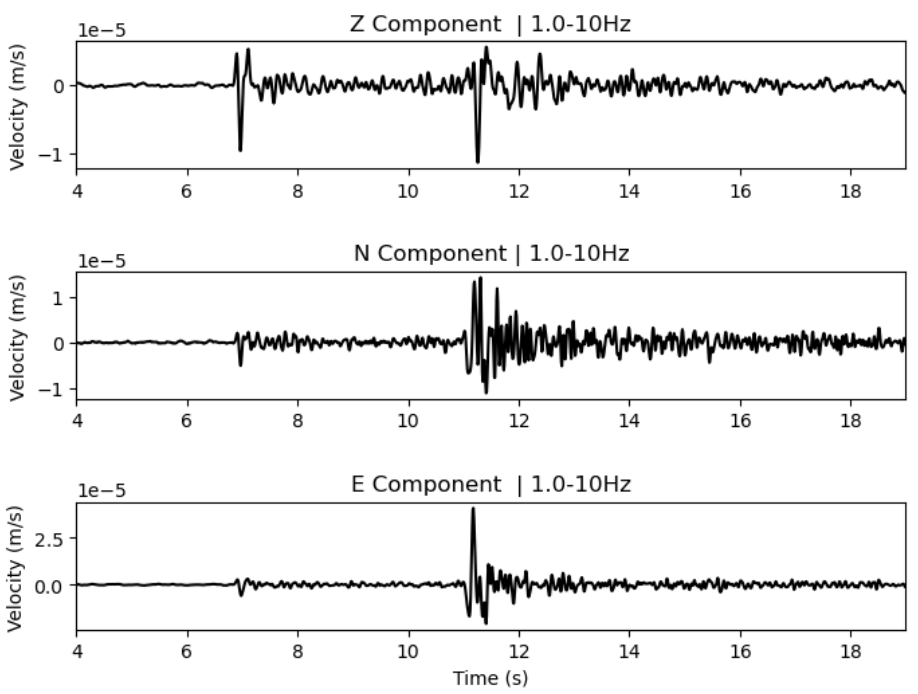 Z Component | 1.0-10Hz
1e−5
Velocity (m/s)
0
−1
4 6 8 10 12 14 16 18
N Component | 1.0-10Hz
1e−5
Velocity (m/s)
1
0
−1
4 6 8 10 12 14 16 18
E Component | 1.0-10Hz
1e−5
Velocity (m/s)
2.5
0.0
4 6 8 10 12 14 16 18
Time (s)